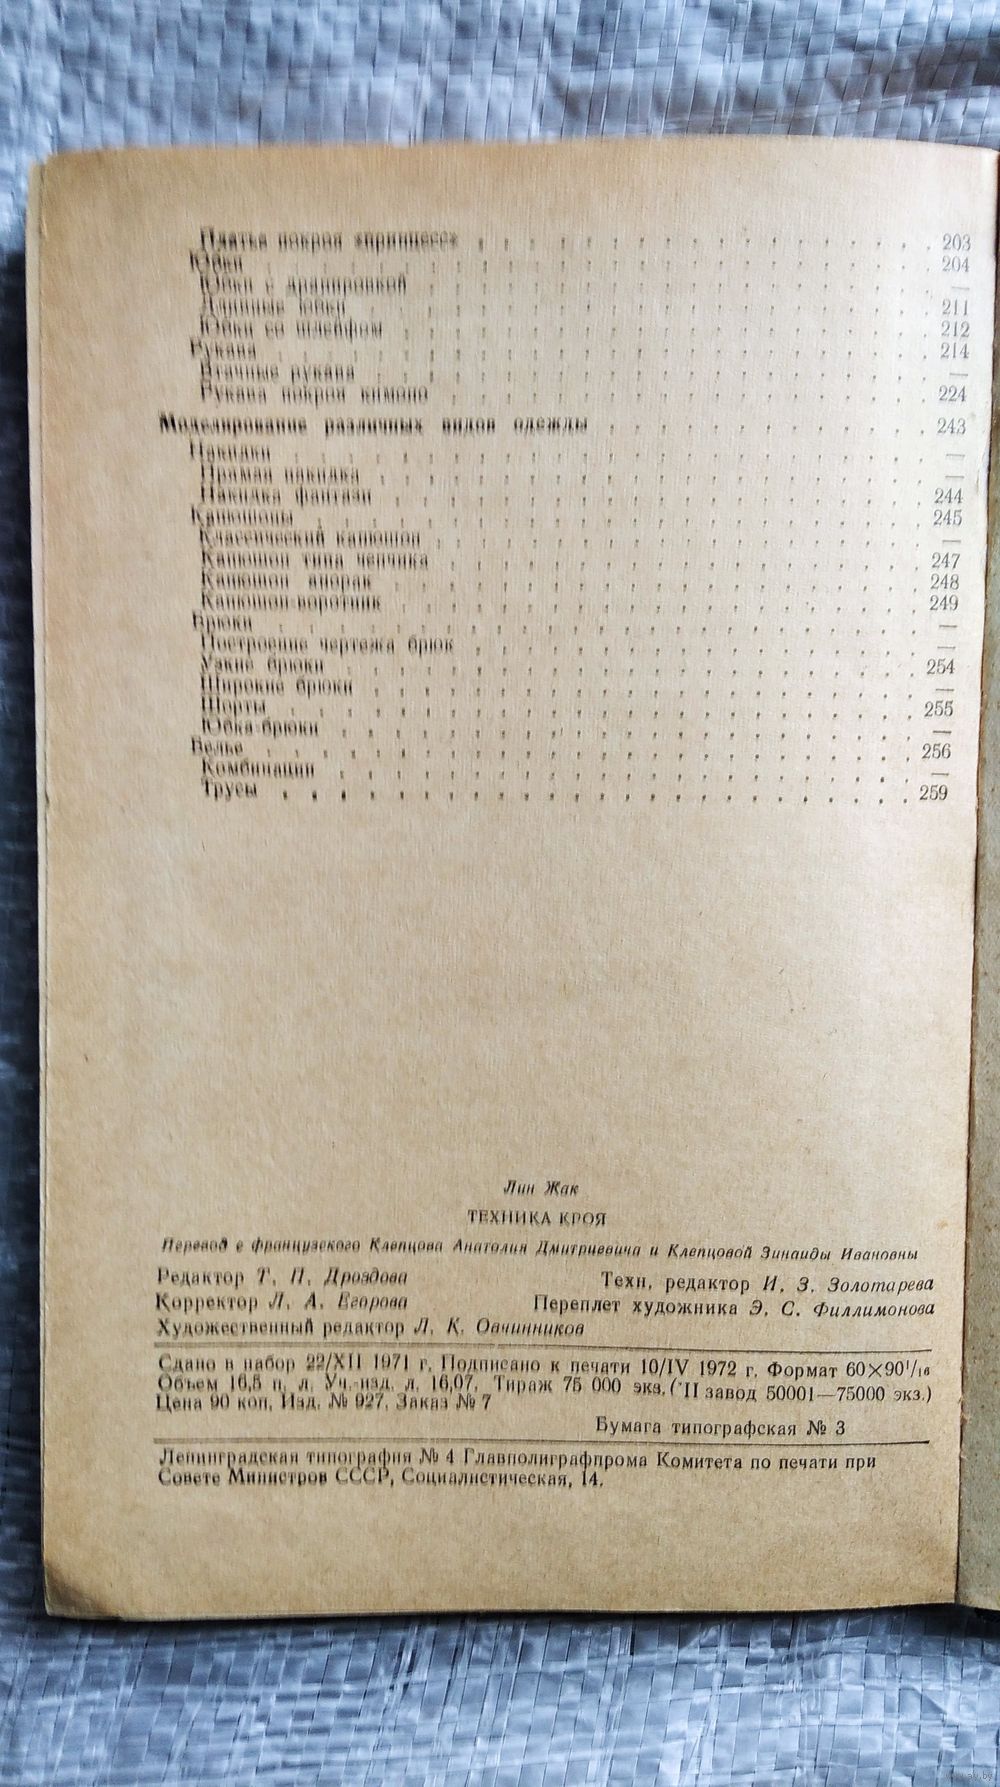 Платья покроя «принцесс» . . . . . . . . . . . . . . . . . . . . 203
Юбки . . . . . . . . . . . . . . . . . . . . 204
Юбки с драпировкой . . . . . . . . . . . . . . . . . . . . —
Длинные юбки . . . . . . . . . . . . . . . . . . . . 211
Юбки со шлейфом . . . . . . . . . . . . . . . . . . . . 212
Рукава . . . . . . . . . . . . . . . . . . . . 214
Втачные рукава . . . . . . . . . . . . . . . . . . . . —
Рукава покроя кимоно . . . . . . . . . . . . . . . . . . . . 224
Моделирование различных видов одежды . . . . . . . . . . . . 243
Накидки . . . . . . . . . . . . . . . . . . . . —
Прямая накидка . . . . . . . . . . . . . . . . . . . . —
Накидка фантази . . . . . . . . . . . . . . . . . . . . 244
Капюшоны . . . . . . . . . . . . . . . . . . . . 245
Классический капюшон . . . . . . . . . . . . . . . . . . . . —
Капюшон типа чепчика . . . . . . . . . . . . . . . . . . . . 247
Капюшон анорак . . . . . . . . . . . . . . . . . . . . 248
Капюшон-воротник . . . . . . . . . . . . . . . . . . . . 249
Брюки . . . . . . . . . . . . . . . . . . . . —
Построение чертежа брюк . . . . . . . . . . . . . . . . . . . . —
Узкие брюки . . . . . . . . . . . . . . . . . . . . 254
Широкие брюки . . . . . . . . . . . . . . . . . . . . —
Шорты . . . . . . . . . . . . . . . . . . . . 255
Юбка-брюки . . . . . . . . . . . . . . . . . . . . —
Белье . . . . . . . . . . . . . . . . . . . . 256
Комбинации . . . . . . . . . . . . . . . . . . . . —
Трусы . . . . . . . . . . . . . . . . . . . . 259
Лин Жак
ТЕХНИКА КРОЯ
Перевод с французского Клепцова Анатолия Дмитриевича и Клепцовой Зинаиды Ивановны
Редактор Т. П. Дроздова Техн. редактор И. З. Золотарева
Корректор Л. А. Егорова Переплет художника Э. С. Филлимонова
Художественный редактор Л. К. Овчинников
Сдано в набор 22/XII 1971 г. Подписано к печати 10/IV 1972 г. Формат 60×90¹/₁₆
Объем 16,5 п. л. Уч.-изд. л. 16,07. Тираж 75 000 экз. (II завод 50001—75000 экз.)
Цена 90 коп. Изд. № 927. Заказ № 7
Бумага типографская № 3
Ленинградская типография № 4 Главполиграфпрома Комитета по печати при
Совете Министров СССР, Социалистическая, 14.